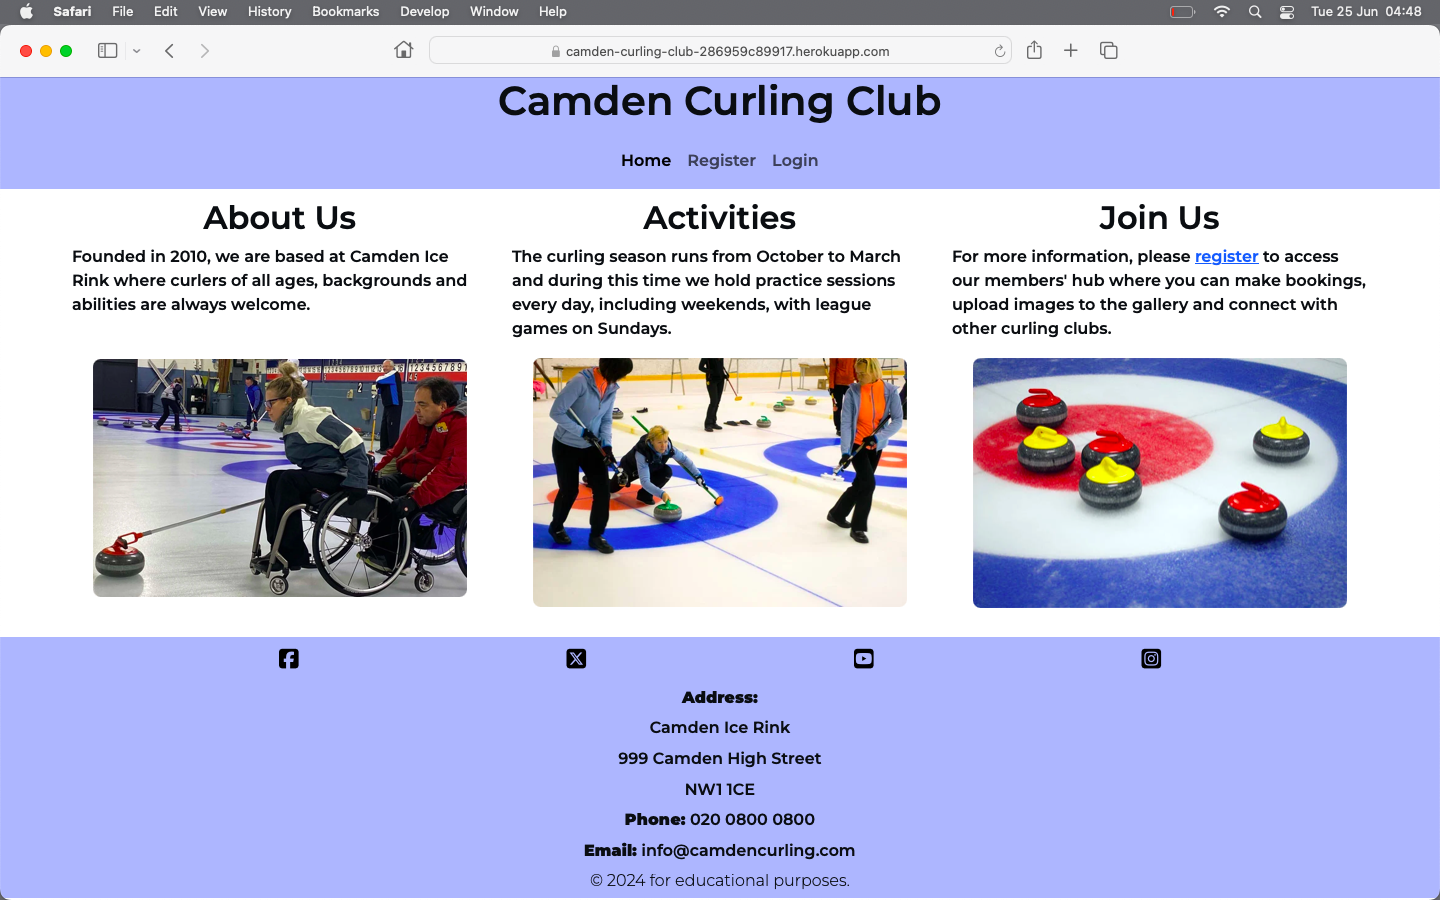 Safari File Edit View History Bookmarks Develop Window Help Tue 25 Jun 04:48
camden-curling-club-286959c89917.herokuapp.com
Camden Curling Club
Home Register Login
About Us
Founded in 2010, we are based at Camden Ice
Rink where curlers of all ages, backgrounds and
abilities are always welcome.
Activities
The curling season runs from October to March
and during this time we hold practice sessions
every day, including weekends, with league
games on Sundays.
Join Us
For more information, please register to access
our members' hub where you can make bookings,
upload images to the gallery and connect with
other curling clubs.
Address:
Camden Ice Rink
999 Camden High Street
NW1 1CE
Phone: 020 0800 0800
Email: info@camdencurling.com
© 2024 for educational purposes.